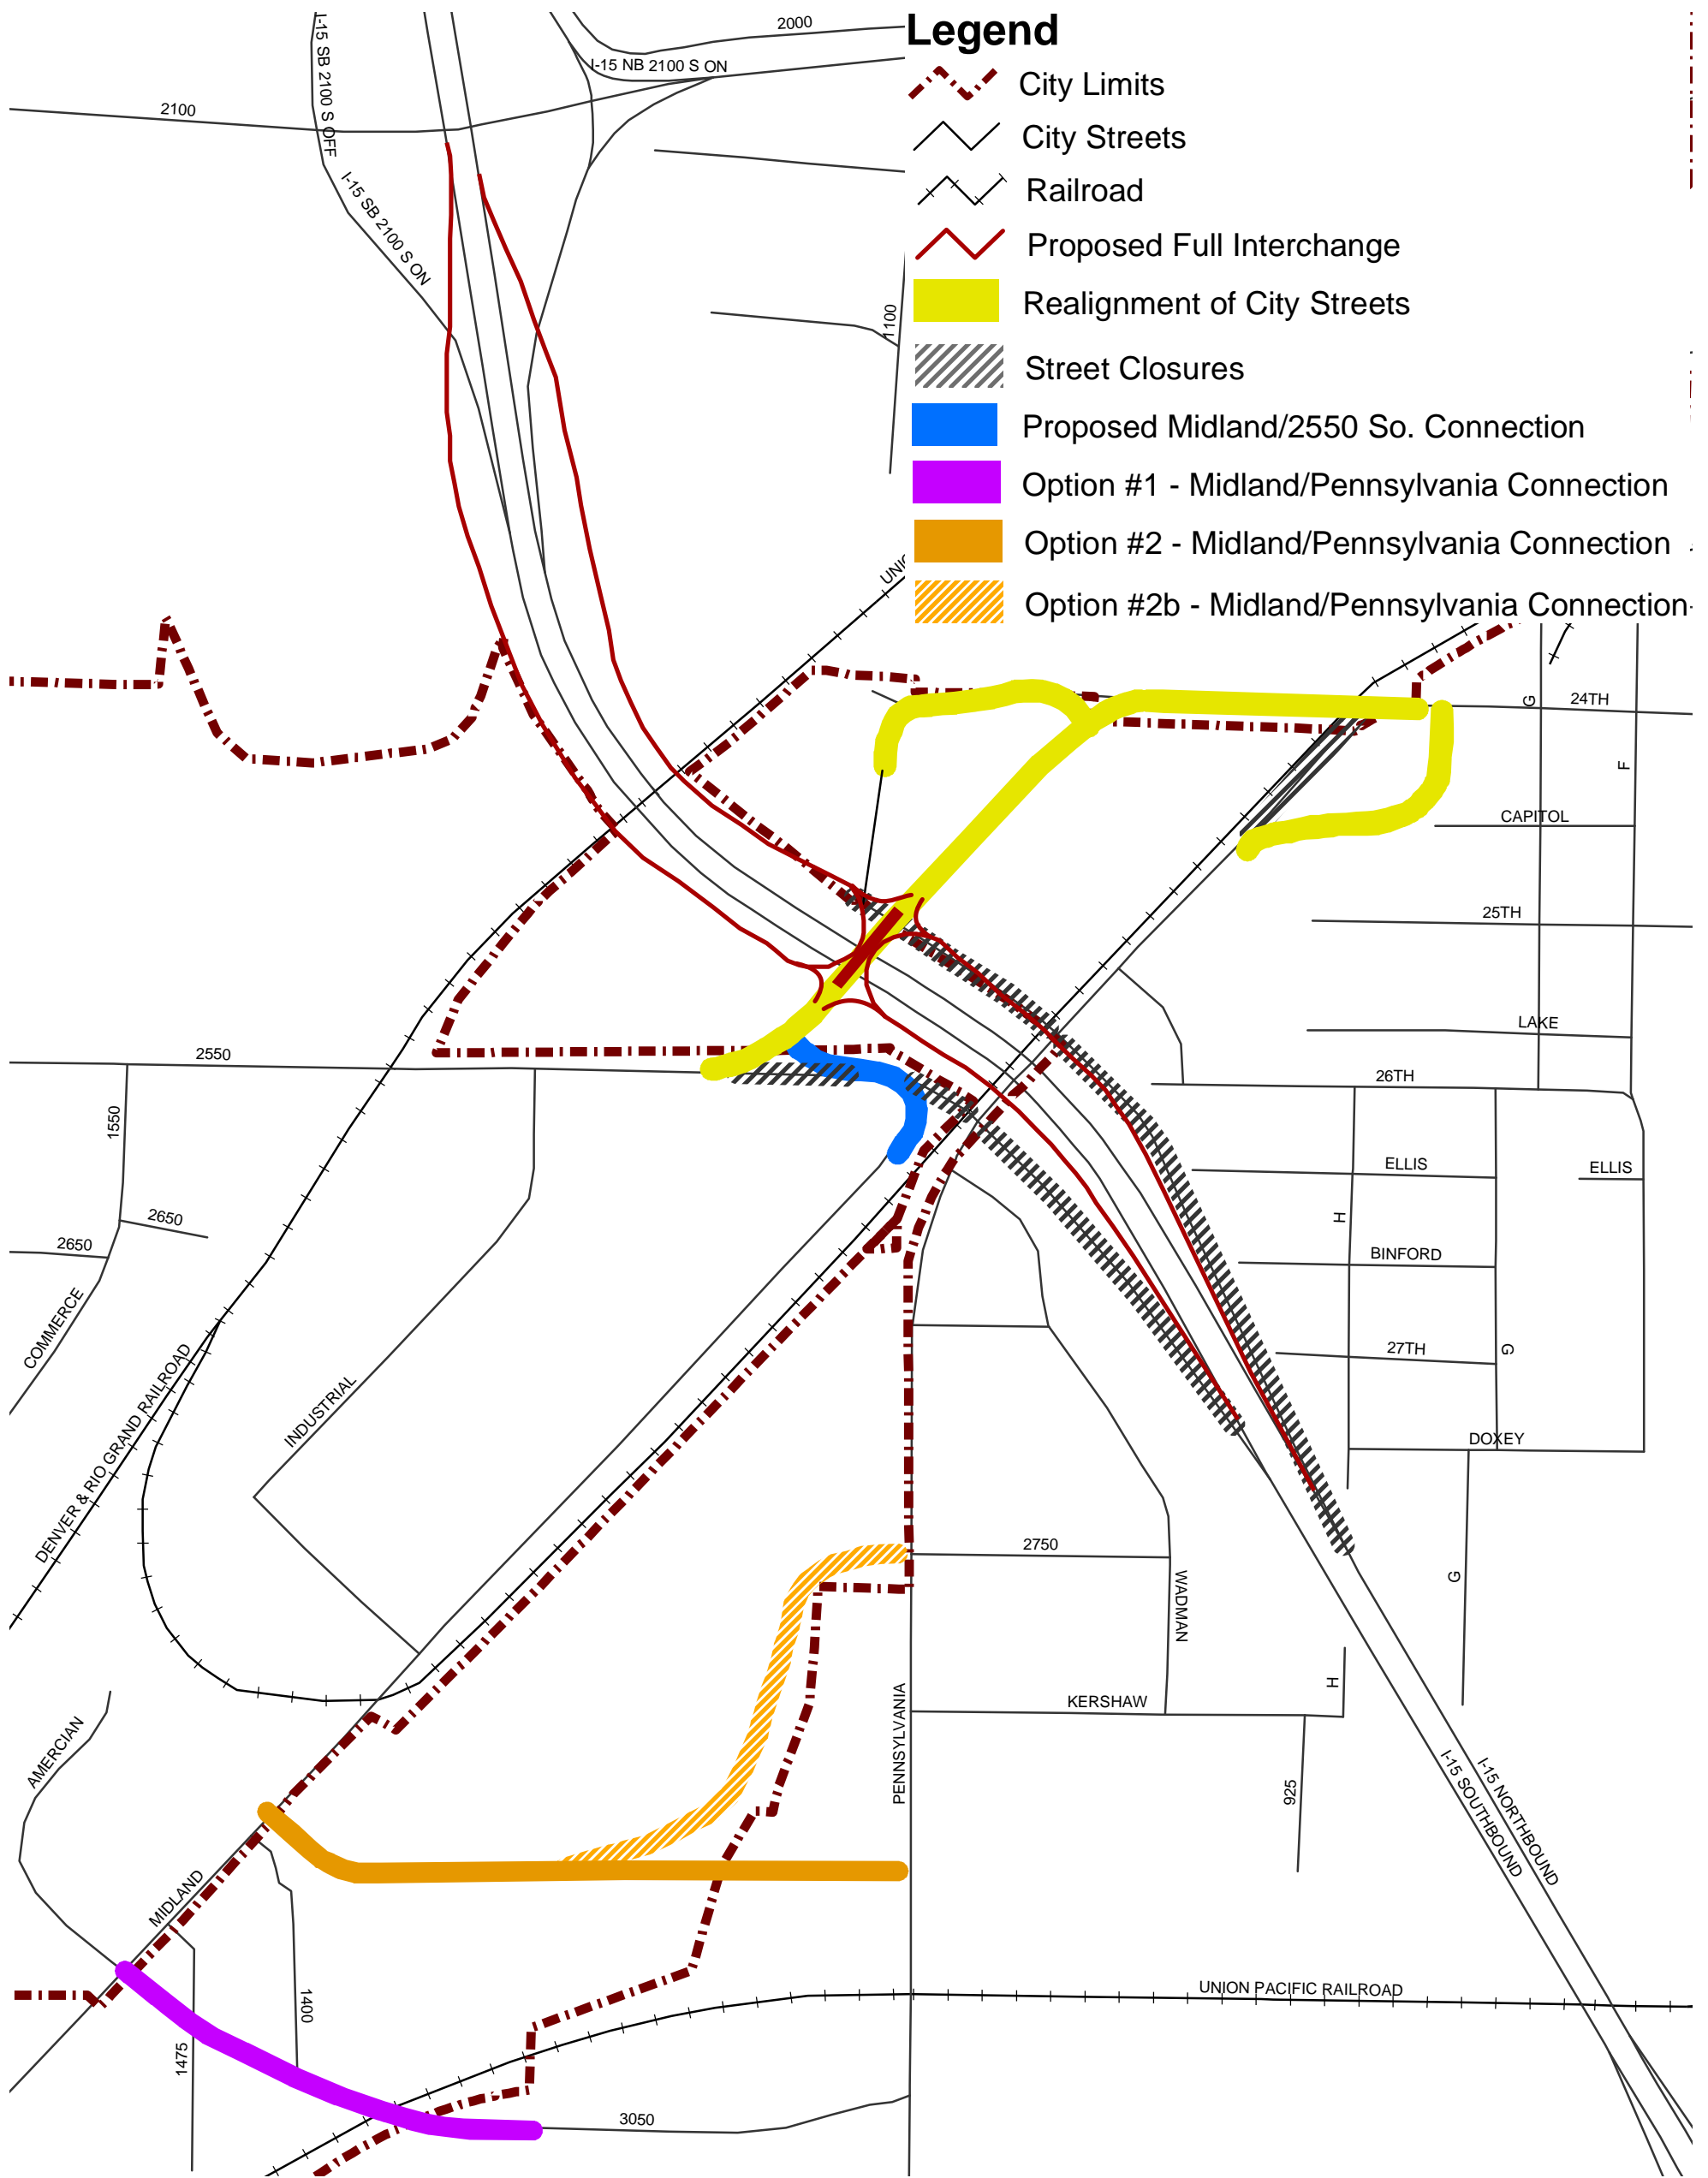 Legend
City Limits
City Streets
Railroad
Proposed Full Interchange
Realignment of City Streets
Street Closures
Proposed Midland/2550 So. Connection
Option #1 - Midland/Pennsylvania Connection
Option #2 - Midland/Pennsylvania Connection
Option #2b - Midland/Pennsylvania Connection
2000
I-15 NB 2100 S ON
I-15 SB 2100 S OFF
2100
I-15 SB 2100 S ON
1100
G
24TH
F
CAPITOL
25TH
LAKE
26TH
2550
1550
ELLIS
ELLIS
H
2650
2650
BINFORD
COMMERCE
27TH
G
DENVER & RIO GRAND RAILROAD
INDUSTRIAL
DOXEY
2750
G
WADMAN
KERSHAW
H
PENNSYLVANIA
AMERCIAN
925
I-15 SOUTHBOUND
I-15 NORTHBOUND
MIDLAND
UNION PACIFIC RAILROAD
1400
1475
3050